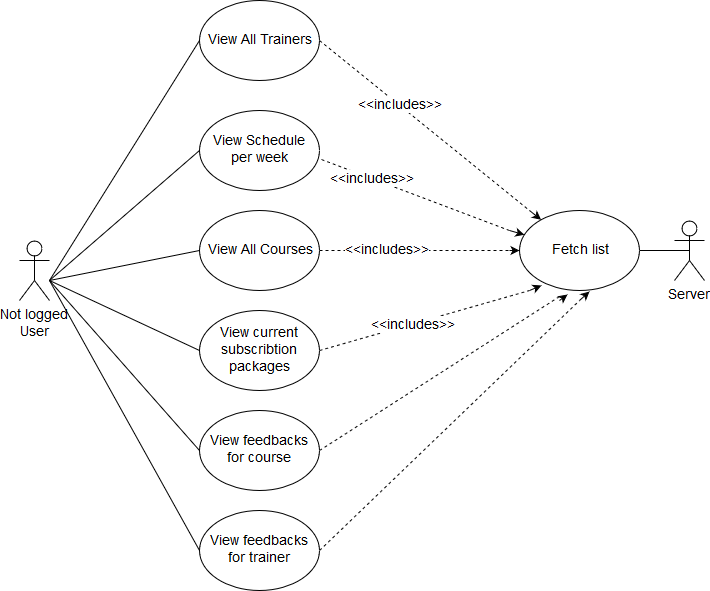 View All Trainers
<<includes>>
View Schedule
per week
<<includes>>
View All Courses
<<includes>>
Fetch list
Server
Not logged
User
View current
subscribtion
packages
<<includes>>
View feedbacks
for course
View feedbacks
for trainer